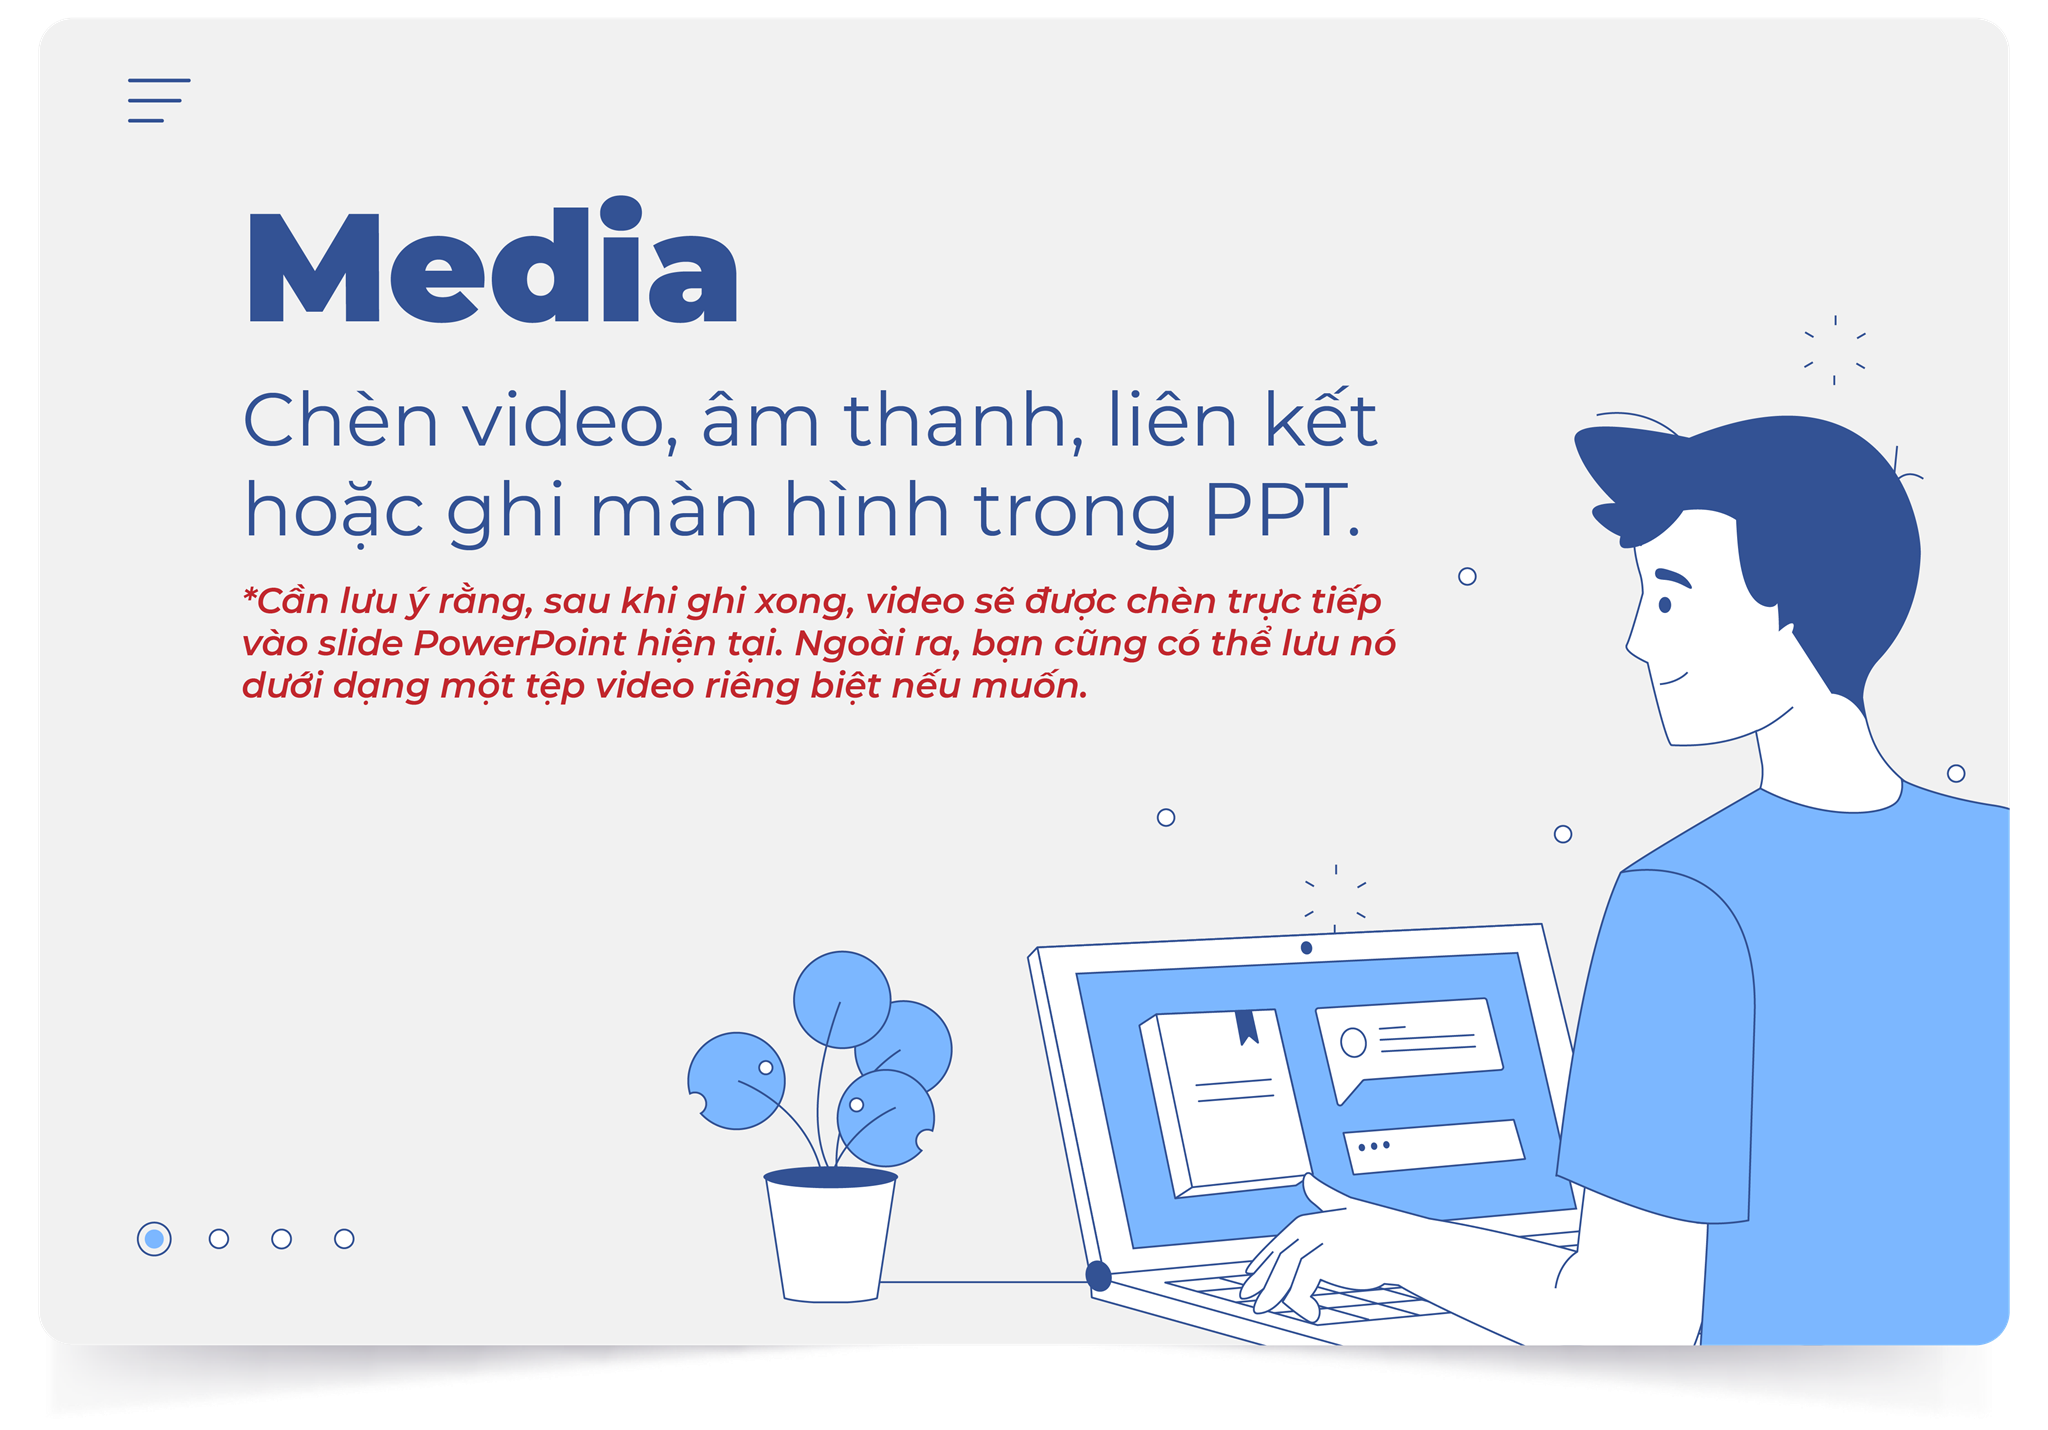 Media
Chèn video, âm thanh, liên kết
hoặc ghi màn hình trong PPT.
*Cần lưu ý rằng, sau khi ghi xong, video sẽ được chèn trực tiếp
vào slide PowerPoint hiện tại. Ngoài ra, bạn cũng có thể lưu nó
dưới dạng một tệp video riêng biệt nếu muốn.